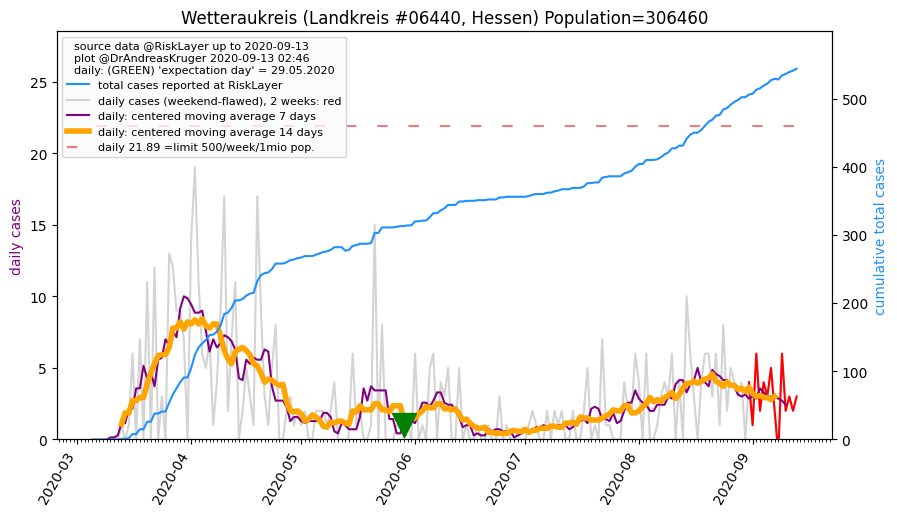 Wetteraukreis (Landkreis #06440, Hessen) Population=306460
source data @RiskLayer up to 2020-09-13
plot @DrAndreasKruger 2020-09-13 02:46
daily: (GREEN) 'expectation day' = 29.05.2020
total cases reported at RiskLayer
daily cases (weekend-flawed), 2 weeks: red
daily: centered moving average 7 days
daily: centered moving average 14 days
daily 21.89 =limit 500/week/1mio pop.
daily cases
25
20
15
10
5
0
500
400
300
200
100
0
cumulative total cases
2020-03
2020-04
2020-05
2020-06
2020-07
2020-08
2020-09